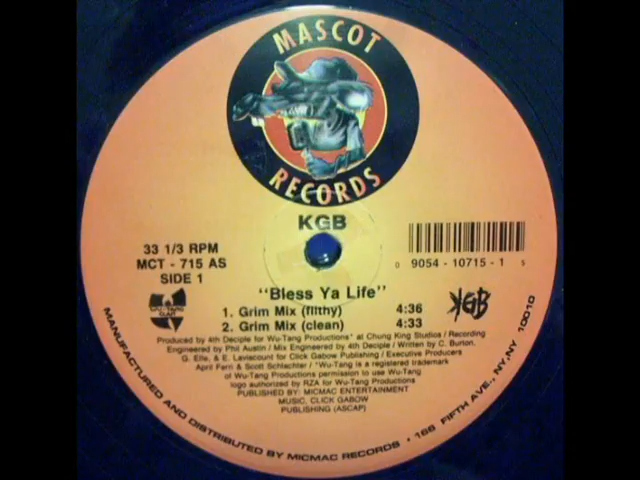 MASCOT
RECORDS
KGB
33 1/3 RPM
MCT - 715 AS
SIDE 1
0 9054 - 10715 - 1 5
"Bless Ya Life"
1. Grim Mix (filthy) 4:36
2. Grim Mix (clean) 4:33
WU-TANG
KGB
Produced by 4th Deciple for Wu-Tang Productions* at Chung King Studios / Recording
Engineered by Phil Austin / Mix Engineered by 4th Deciple / Written by C. Burion,
G. Elle, & E. Laviscount for Click Gabow Publishing / Executive Producers
April Ferri & Scott Schlachter / *Wu-Tang is a registered trademark
of Wu-Tang Productions permission to use Wu-Tang
logo authorized by RZA for Wu-Tang Productions
PUBLISHED BY: MICMAC ENTERTAINMENT
MUSIC, CLICK GABOW
PUBLISHING (ASCAP)
MANUFACTURED AND DISTRIBUTED BY MICMAC RECORDS • 166 FIFTH AVE., NY,NY 10010